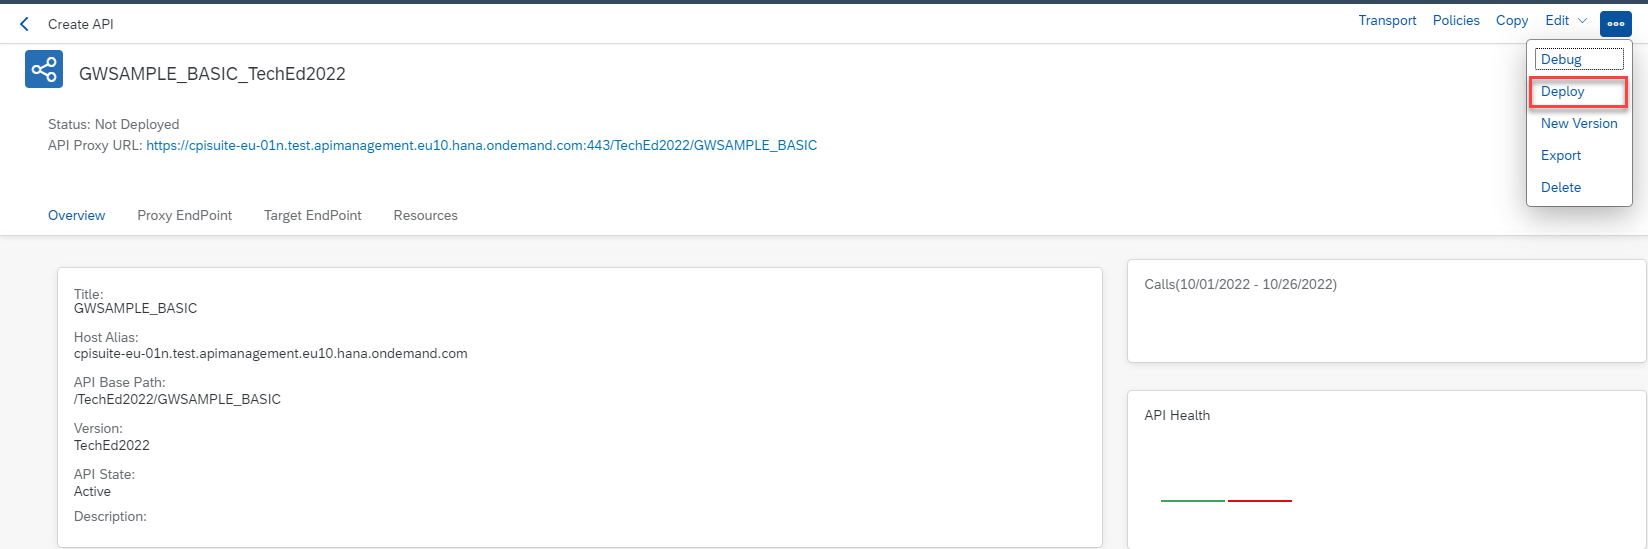 Create API
Transport Policies Copy Edit
GWSAMPLE_BASIC_TechEd2022
Debug
Deploy
New Version
Export
Delete
Status: Not Deployed
API Proxy URL: https://cpisuite-eu-01n.test.apimanagement.eu10.hana.ondemand.com:443/TechEd2022/GWSAMPLE_BASIC
Overview Proxy EndPoint Target EndPoint Resources
Title:
GWSAMPLE_BASIC
Host Alias:
cpisuite-eu-01n.test.apimanagement.eu10.hana.ondemand.com
API Base Path:
/TechEd2022/GWSAMPLE_BASIC
Version:
TechEd2022
API State:
Active
Description:
Calls(10/01/2022 - 10/26/2022)
API Health